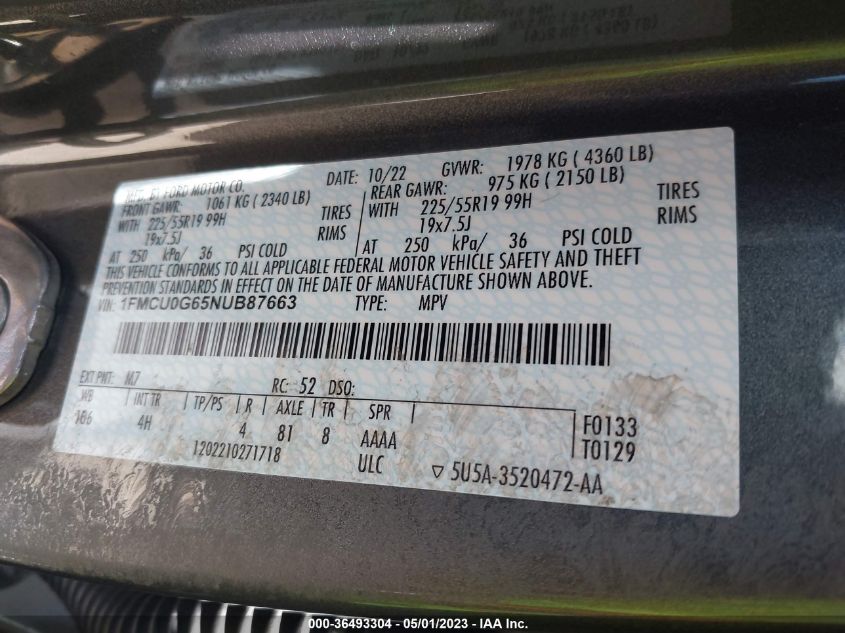 MFD. BY FORD MOTOR CO.
DATE: 10/22 GVWR: 1978 KG ( 4360 LB)
FRONT GAWR: 1061 KG ( 2340 LB)
REAR GAWR: 975 KG ( 2150 LB)
WITH 225/55R19 99H TIRES
WITH 225/55R19 99H TIRES
19x7.5J RIMS
19x7.5J RIMS
AT 250 kPa/ 36 PSI COLD
AT 250 kPa/ 36 PSI COLD
THIS VEHICLE CONFORMS TO ALL APPLICABLE FEDERAL MOTOR VEHICLE SAFETY AND THEFT
PREVENTION STANDARDS IN EFFECT ON THE DATE OF MANUFACTURE SHOWN ABOVE.
VIN: 1FMCU0G65NUB87663 TYPE: MPV
EXT PNT: M7 RC: 52 DSO:
WB INT TR TP/PS R AXLE TR SPR
106 4H 4 81 8 AAAA
1202210271718 ULC
F0133
T0129
▽ 5U5A-3520472-AA
000-36493304 - 05/01/2023 - IAA Inc.